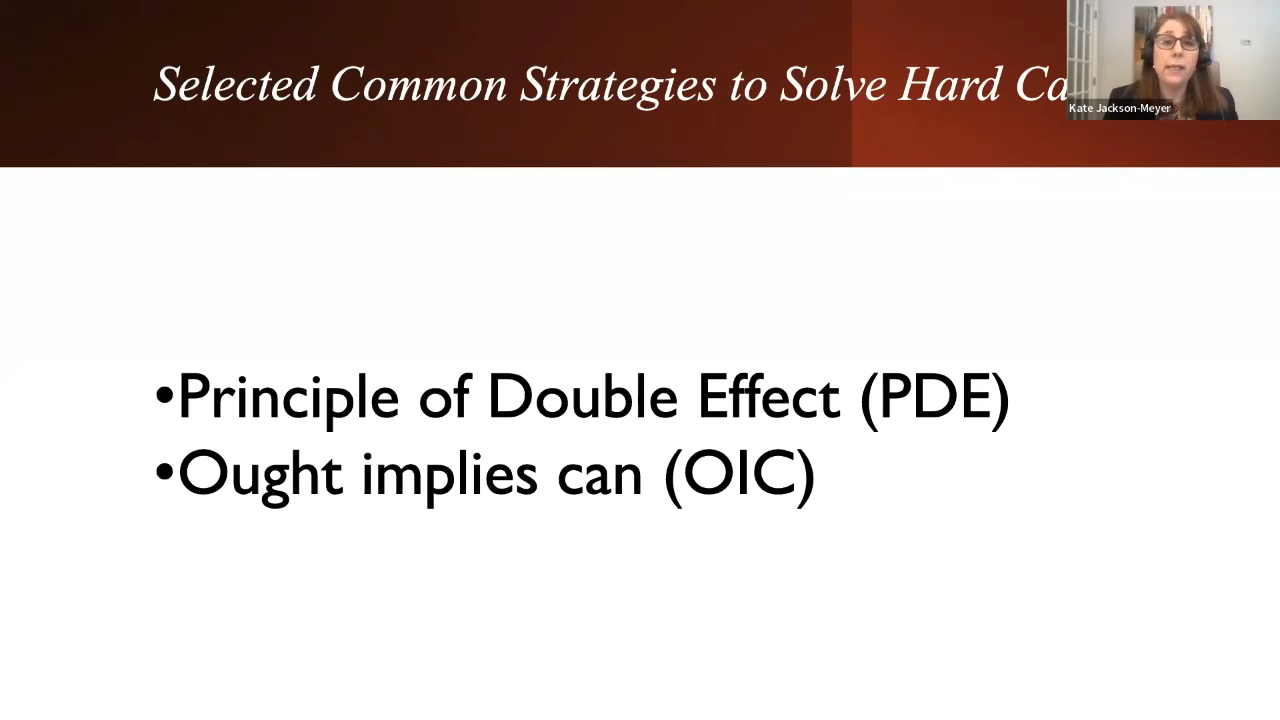 Selected Common Strategies to Solve Hard Ca
Kate Jackson-Meyer
•Principle of Double Effect (PDE)
•Ought implies can (OIC)